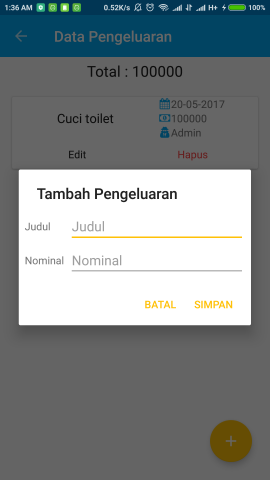 1:36 AM 0.52K/s H+ 100%
Data Pengeluaran
Total : 100000
Cuci toilet
20-05-2017
100000
Admin
Edit Hapus
Tambah Pengeluaran
Judul Judul
Nominal Nominal
BATAL SIMPAN